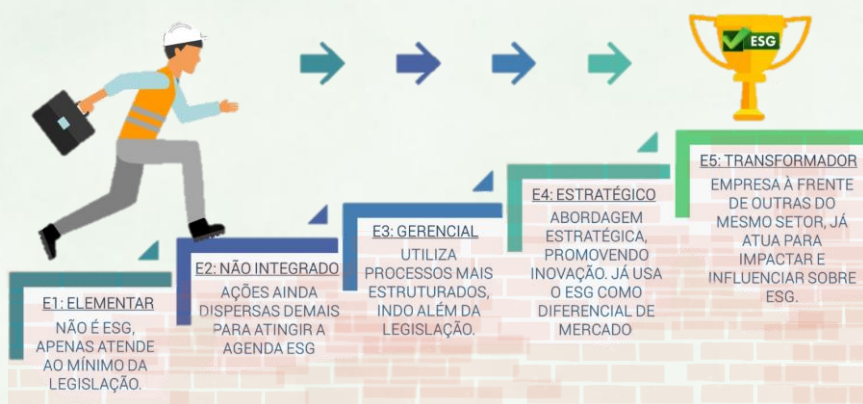 ESG
E1: ELEMENTAR
NÃO É ESG,
APENAS ATENDE
AO MÍNIMO DA
LEGISLAÇÃO.
E2: NÃO INTEGRADO
AÇÕES AINDA
DISPERSAS DEMAIS
PARA ATINGIR A
AGENDA ESG
E3: GERENCIAL
UTILIZA
PROCESSOS MAIS
ESTRUTURADOS,
INDO ALÉM DA
LEGISLAÇÃO.
E4: ESTRATÉGICO
ABORDAGEM
ESTRATÉGICA,
PROMOVENDO
INOVAÇÃO. JÁ USA
O ESG COMO
DIFERENCIAL DE
MERCADO
E5: TRANSFORMADOR
EMPRESA À FRENTE
DE OUTRAS DO
MESMO SETOR, JÁ
ATUA PARA
IMPACTAR E
INFLUENCIAR SOBRE
ESG.